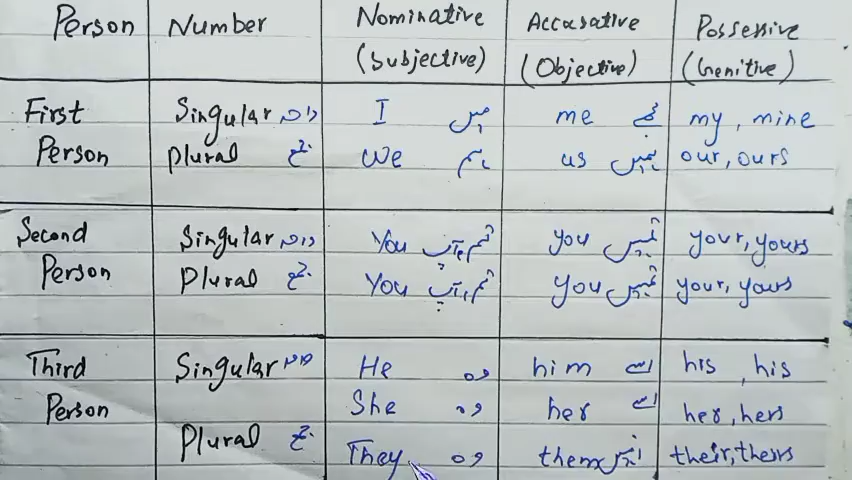 Person Number Nominative Accusative Possessive
(Subjective) (Objective) (Genitive)
First Singular واحد I میں me مجھے my, mine
Person Plural جمع We ہم us ہمیں our, ours
Second Singular واحد You تم, آپ you تمہیں your, yours
Person Plural جمع You تم, آپ you تمہیں your, yours
Third Singular واحد He وہ him اسے his, his
Person She وہ her اسے her, hers
Plural جمع They وہ them انہیں their, theirs